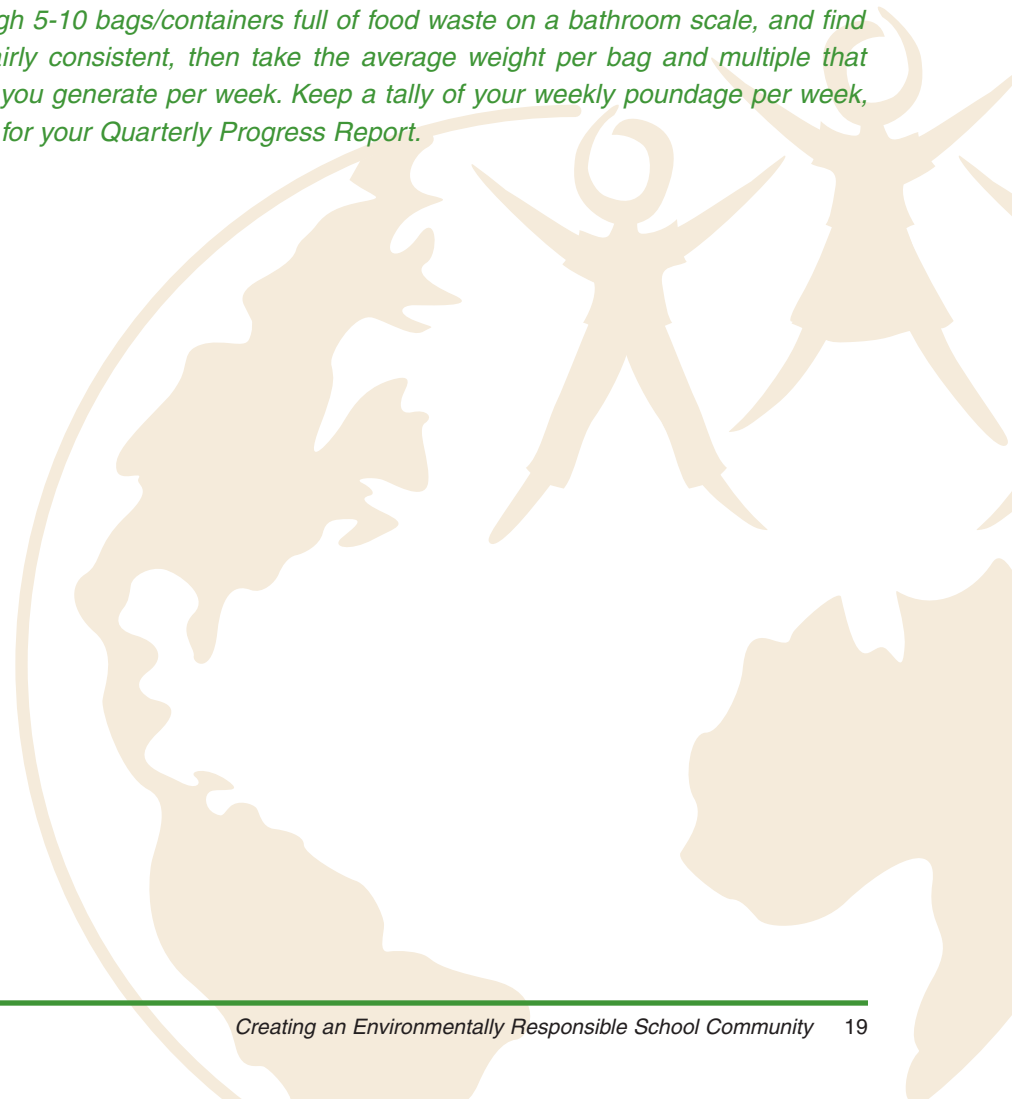 gh 5-10 bags/containers full of food waste on a bathroom scale, and find
airly consistent, then take the average weight per bag and multiple that
you generate per week. Keep a tally of your weekly poundage per week,
for your Quarterly Progress Report.
Creating an Environmentally Responsible School Community 19